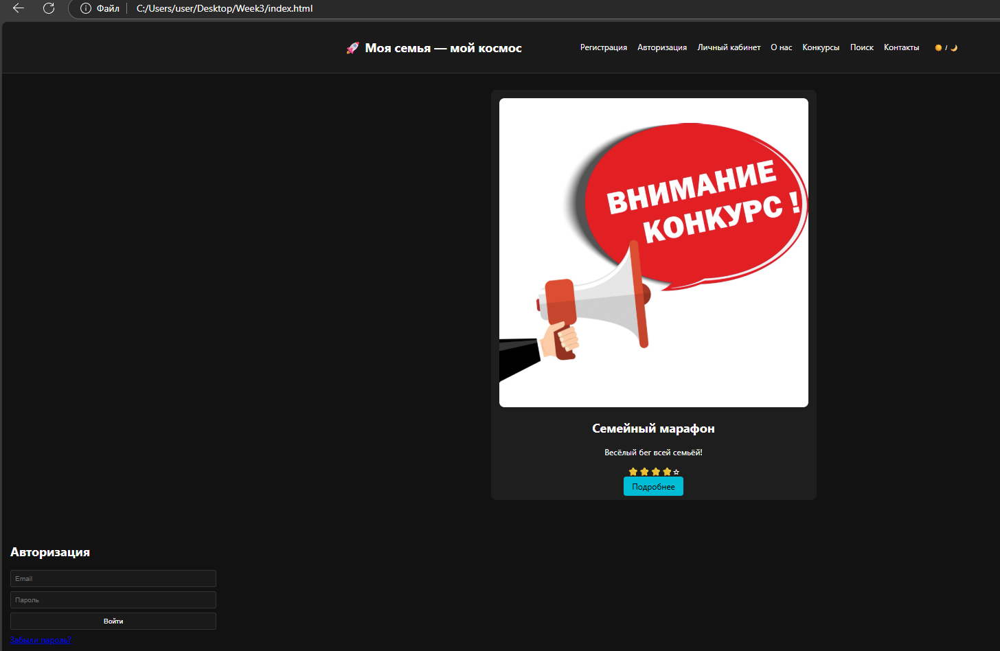 Файл C:/Users/user/Desktop/Week3/index.html
🚀 Моя семья — мой космос
Регистрация Авторизация Личный кабинет О нас Конкурсы Поиск Контакты 🌞 / 🌙
ВНИМАНИЕ
КОНКУРС !
Семейный марафон
Весёлый бег всей семьёй!
⭐⭐⭐⭐☆
Подробнее
Авторизация
Email
Пароль
Войти
Забыли пароль?